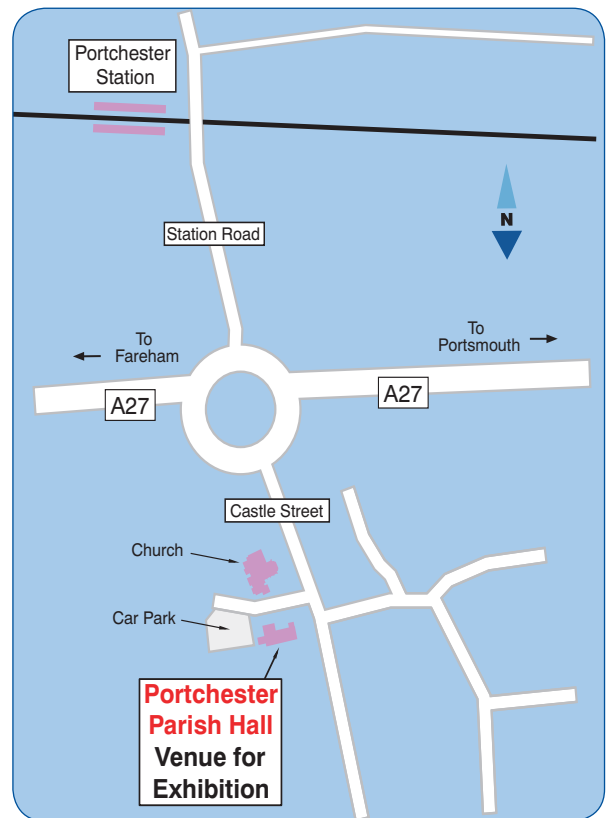 Portchester
Station
N
Station Road
To
Fareham
To
Portsmouth
A27
A27
Castle Street
Church
Car Park
Portchester
Parish Hall
Venue for
Exhibition